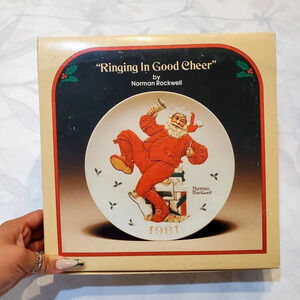 "Ringing In Good Cheer"
by
Norman Rockwell
Norman
Rockwell
1981